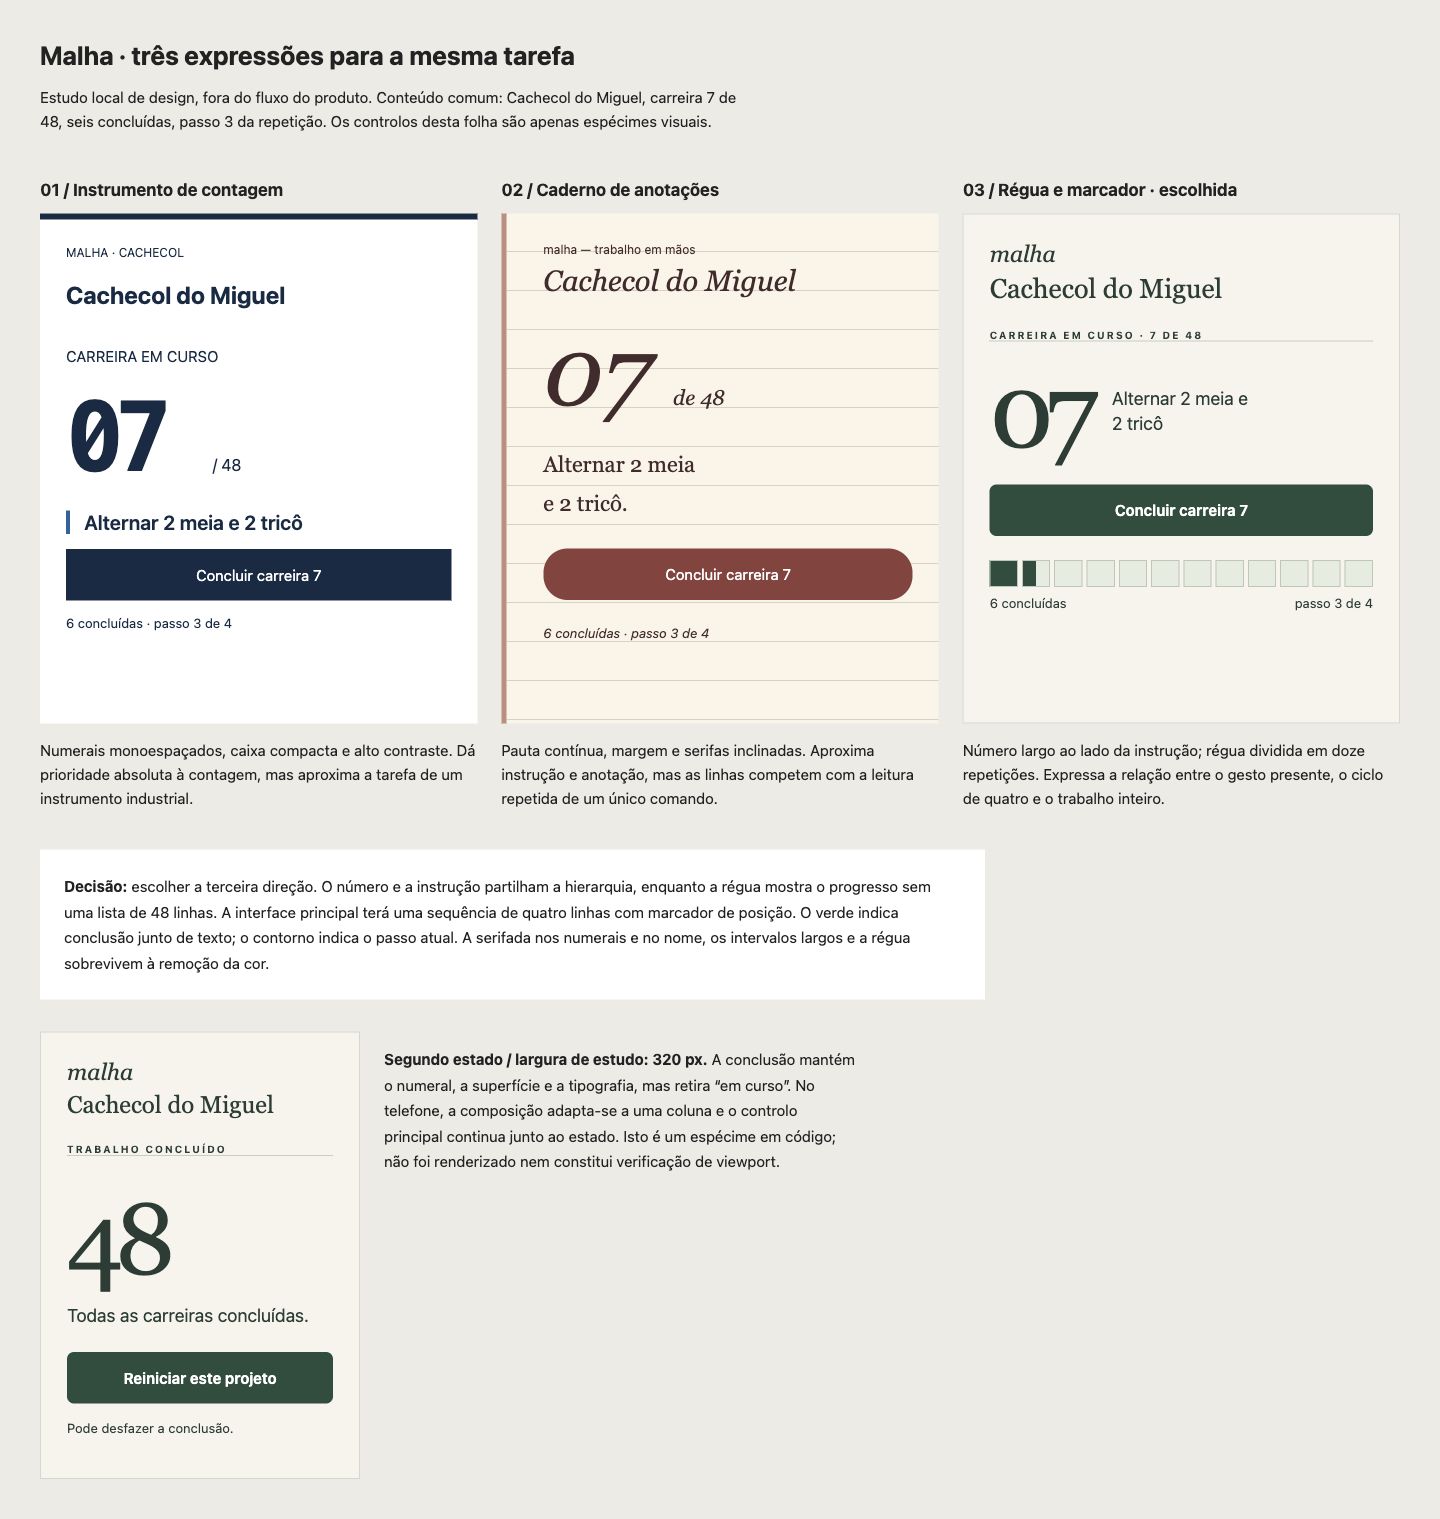 Malha · três expressões para a mesma tarefa
Estudo local de design, fora do fluxo do produto. Conteúdo comum: Cachecol do Miguel, carreira 7 de
48, seis concluídas, passo 3 da repetição. Os controlos desta folha são apenas espécimes visuais.
01 / Instrumento de contagem
MALHA · CACHECOL
Cachecol do Miguel
CARREIRA EM CURSO
07 / 48
Alternar 2 meia e 2 tricô
Concluir carreira 7
6 concluídas · passo 3 de 4
Numerais monoespaçados, caixa compacta e alto contraste. Dá
prioridade absoluta à contagem, mas aproxima a tarefa de um
instrumento industrial.
02 / Caderno de anotações
malha — trabalho em mãos
Cachecol do Miguel
07 de 48
Alternar 2 meia
e 2 tricô.
Concluir carreira 7
6 concluídas · passo 3 de 4
Pauta contínua, margem e serifas inclinadas. Aproxima
instrução e anotação, mas as linhas competem com a leitura
repetida de um único comando.
03 / Régua e marcador · escolhida
malha
Cachecol do Miguel
CARREIRA EM CURSO · 7 DE 48
07
Alternar 2 meia e
2 tricô
Concluir carreira 7
6 concluídas
passo 3 de 4
Número largo ao lado da instrução; régua dividida em doze
repetições. Expressa a relação entre o gesto presente, o ciclo
de quatro e o trabalho inteiro.
Decisão: escolher a terceira direção. O número e a instrução partilham a hierarquia, enquanto a régua mostra o progresso sem
uma lista de 48 linhas. A interface principal terá uma sequência de quatro linhas com marcador de posição. O verde indica
conclusão junto de texto; o contorno indica o passo atual. A serifada nos numerais e no nome, os intervalos largos e a régua
sobrevivem à remoção da cor.
malha
Cachecol do Miguel
TRABALHO CONCLUÍDO
48
Todas as carreiras concluídas.
Reiniciar este projeto
Pode desfazer a conclusão.
Segundo estado / largura de estudo: 320 px. A conclusão mantém
o numeral, a superfície e a tipografia, mas retira “em curso”. No
telefone, a composição adapta-se a uma coluna e o controlo
principal continua junto ao estado. Isto é um espécime em código;
não foi renderizado nem constitui verificação de viewport.